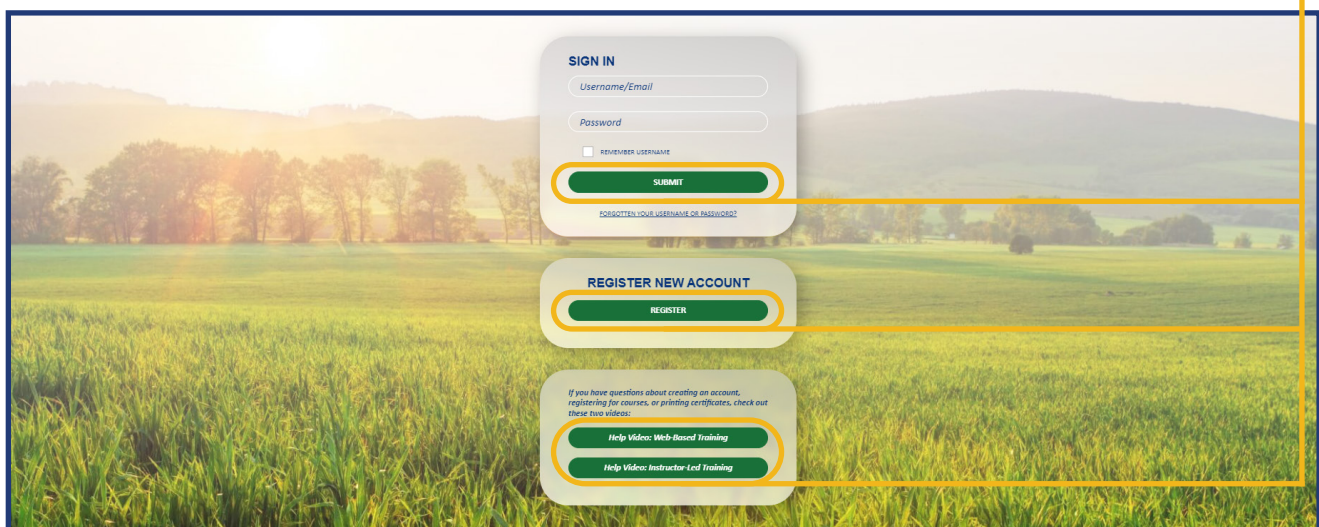 SIGN IN
Username/Email
Password
REMEMBER USERNAME
SUBMIT
FORGOTTEN YOUR USERNAME OR PASSWORD?
REGISTER NEW ACCOUNT
REGISTER
If you have questions about creating an account,
registering for courses, or printing certificates, check out
these two videos:
Help Video: Web-Based Training
Help Video: Instructor-Led Training